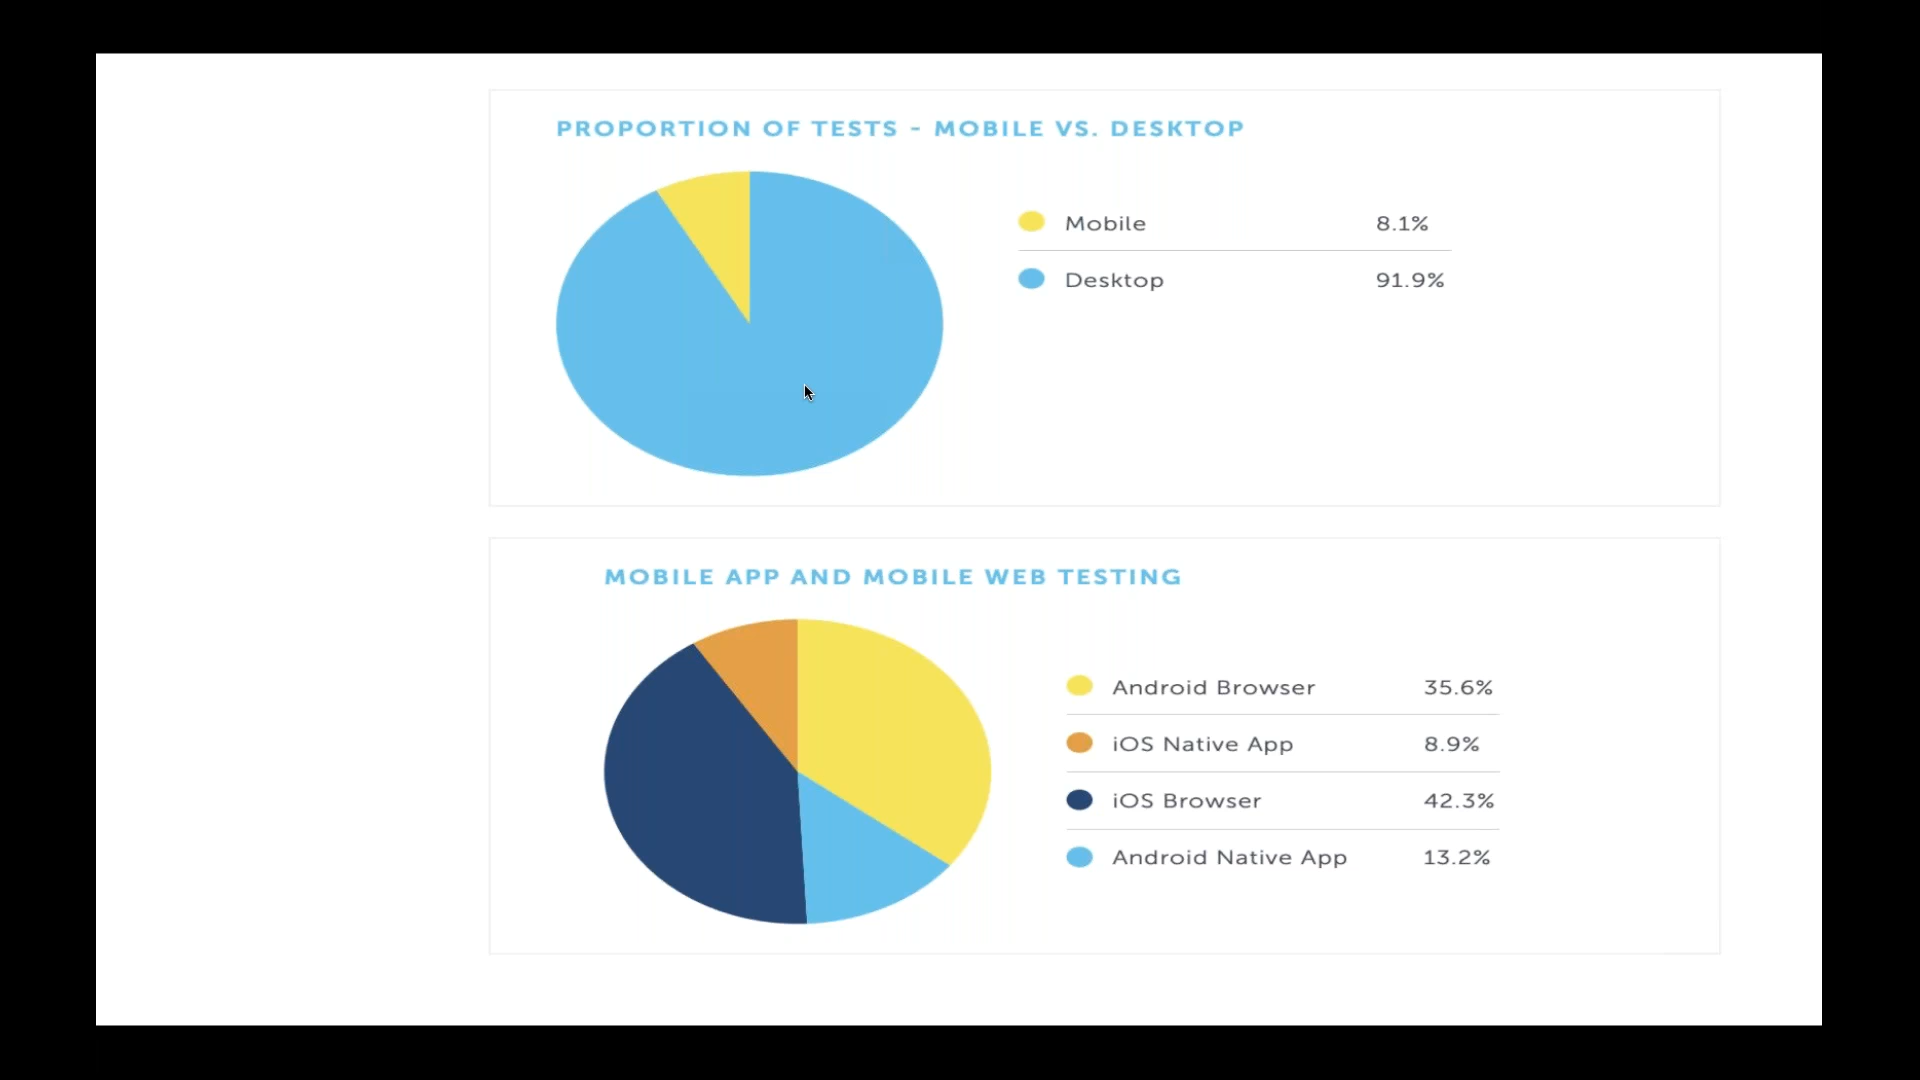 PROPORTION OF TESTS - MOBILE VS. DESKTOP
Mobile 8.1%
Desktop 91.9%
MOBILE APP AND MOBILE WEB TESTING
Android Browser 35.6%
iOS Native App 8.9%
iOS Browser 42.3%
Android Native App 13.2%